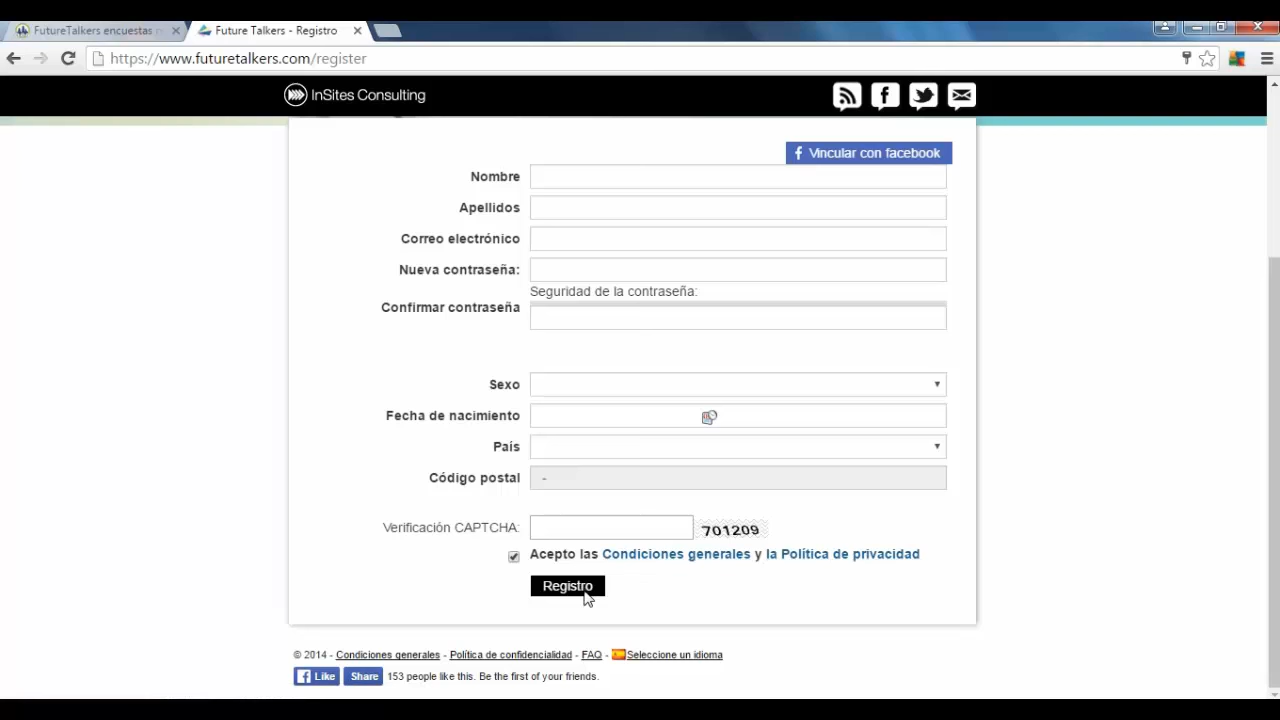 FutureTalkers encuestas
Future Talkers - Registro
https://www.futuretalkers.com/register
InSites Consulting
Vincular con facebook
Nombre
Apellidos
Correo electrónico
Nueva contraseña:
Seguridad de la contraseña:
Confirmar contraseña
Sexo
Fecha de nacimiento
País
Código postal -
Verificación CAPTCHA: 701209
Acepto las Condiciones generales y la Política de privacidad
Registro
© 2014 - Condiciones generales - Política de confidencialidad - FAQ - Seleccione un idioma
Like Share 153 people like this. Be the first of your friends.